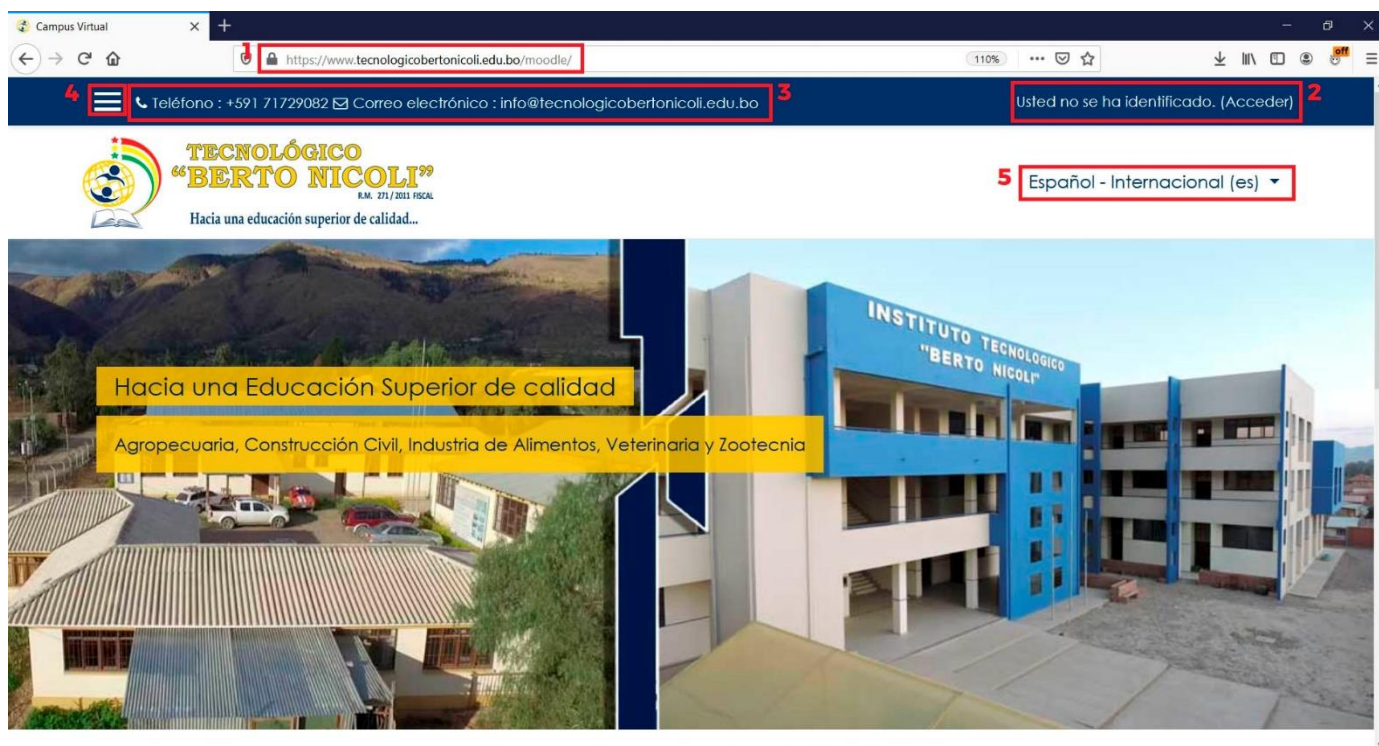 Campus Virtual
1
https://www.tecnologicobertonicoli.edu.bo/moodle/
110%
off
4
Teléfono : +591 71729082 Correo electrónico : info@tecnologicobertonicoli.edu.bo
3
Usted no se ha identificado. (Acceder)
2
TECNOLÓGICO
“BERTO NICOLI”
R.M. 271/2011 FISCAL
Hacia una educación superior de calidad...
5
Español - Internacional (es)
INSTITUTO TECNOLOGICO
"BERTO NICOLI"
Hacia una Educación Superior de calidad
Agropecuaria, Construcción Civil, Industria de Alimentos, Veterinaria y Zootecnia